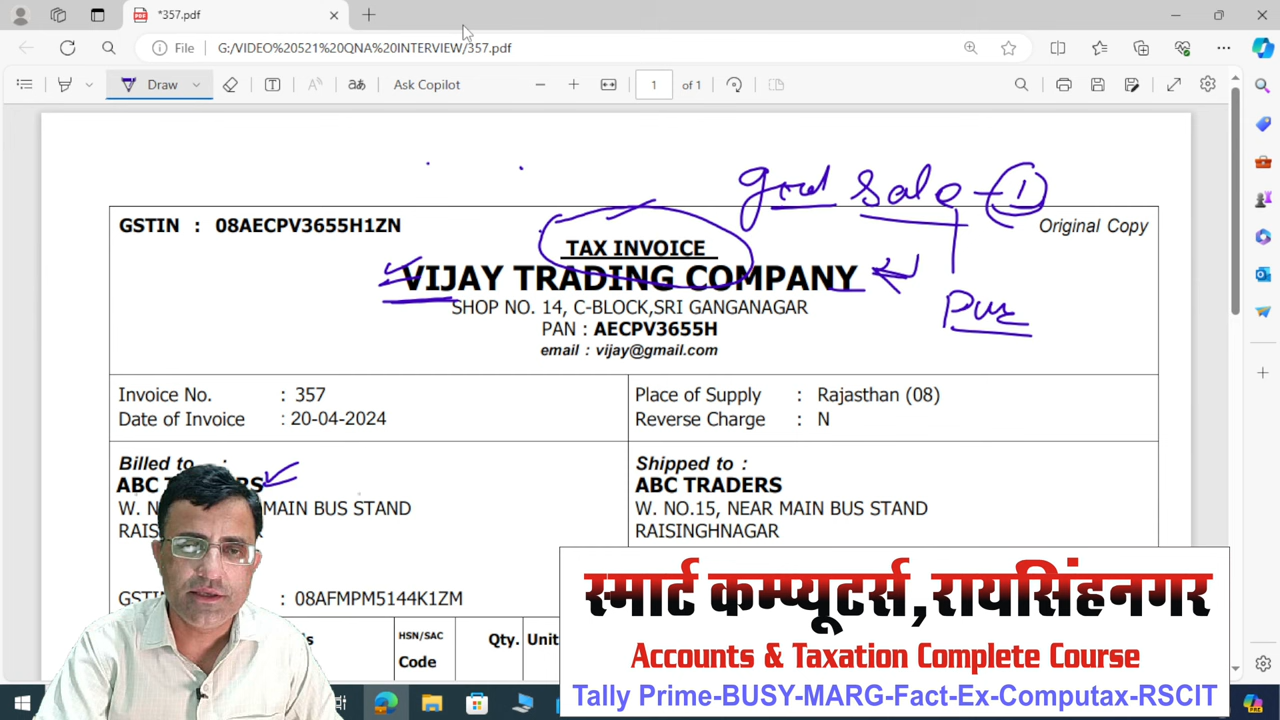 *357.pdf
File
G:/VIDEO%20521%20QNA%20INTERVIEW/357.pdf
Draw
Ask Copilot
1 of 1
sale - 1
GSTIN : 08AECPV3655H1ZN
TAX INVOICE
Original Copy
VIJAY TRADING COMPANY
SHOP NO. 14, C-BLOCK,SRI GANGANAGAR
Pur
PAN : AECPV3655H
email : vijay@gmail.com
Invoice No. : 357
Place of Supply : Rajasthan (08)
Date of Invoice : 20-04-2024
Reverse Charge : N
Billed to :
Shipped to :
ABC
ABC TRADERS
MAIN BUS STAND
W. NO.15, NEAR MAIN BUS STAND
RAISINGHNAGAR
08AFMPM5144K1ZM
HSN/SAC
Code
Qty. Unit
स्मार्ट कम्प्यूटर्स,रायसिंहनगर
Accounts & Taxation Complete Course
Tally Prime-BUSY-MARG-Fact-Ex-Computax-RSCIT